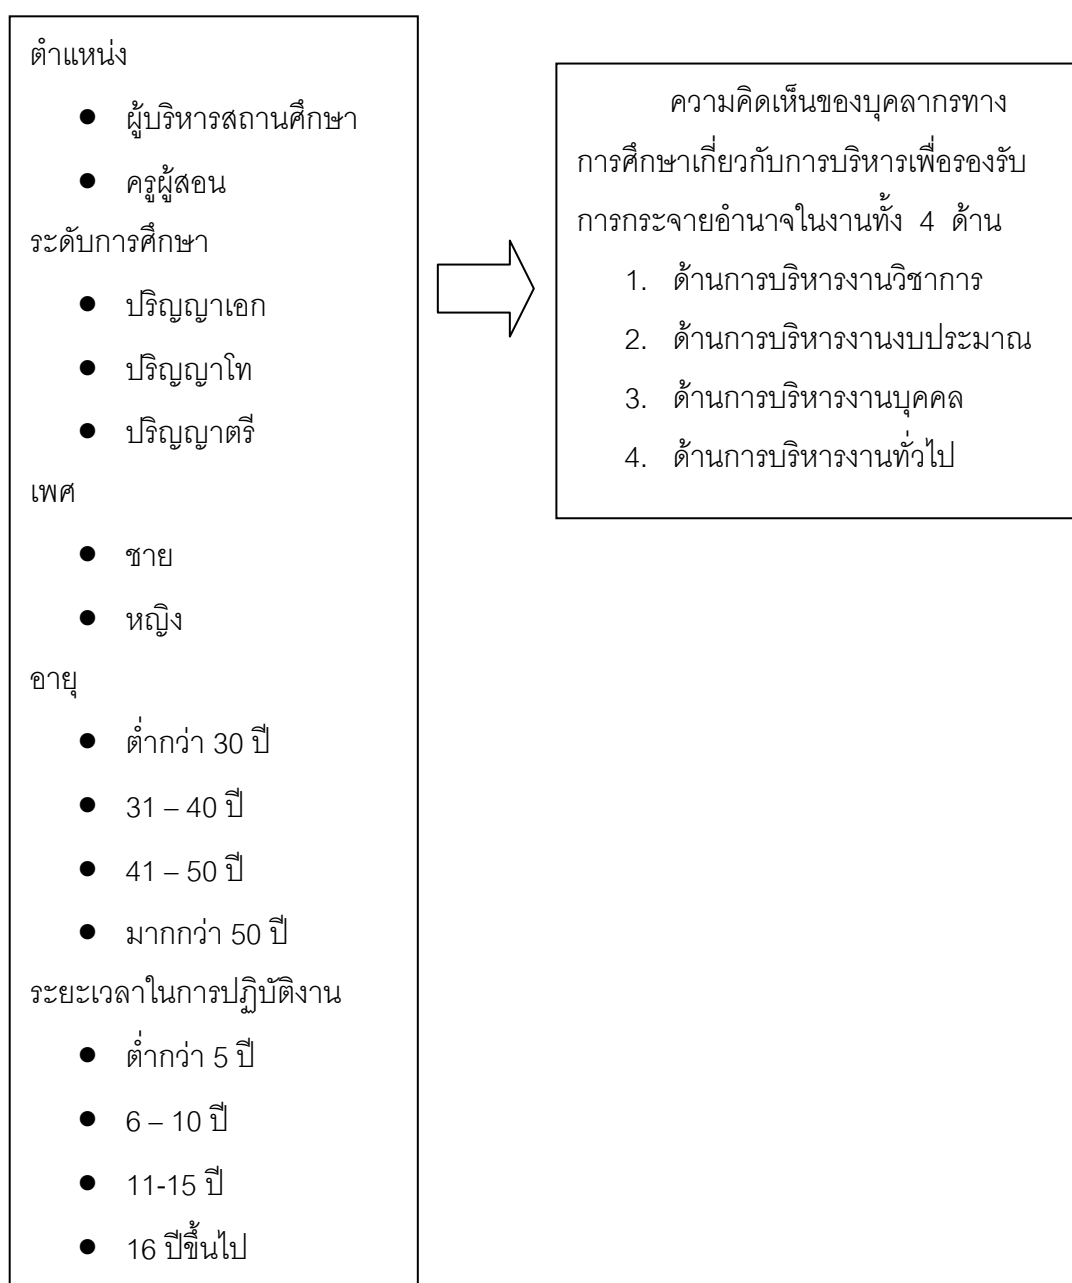 ตำแหน่ง
● ผู้บริหารสถานศึกษา
● ครูผู้สอน
ระดับการศึกษา
● ปริญญาเอก
● ปริญญาโท
● ปริญญาตรี
เพศ
● ชาย
● หญิง
อายุ
● ต่ำกว่า 30 ปี
● 31 – 40 ปี
● 41 – 50 ปี
● มากกว่า 50 ปี
ระยะเวลาในการปฏิบัติงาน
● ต่ำกว่า 5 ปี
● 6 – 10 ปี
● 11-15 ปี
● 16 ปีขึ้นไป
ความคิดเห็นของบุคลากรทาง
การศึกษาเกี่ยวกับการบริหารเพื่อรองรับ
การกระจายอำนาจในงานทั้ง 4 ด้าน
1. ด้านการบริหารงานวิชาการ
2. ด้านการบริหารงานงบประมาณ
3. ด้านการบริหารงานบุคคล
4. ด้านการบริหารงานทั่วไป